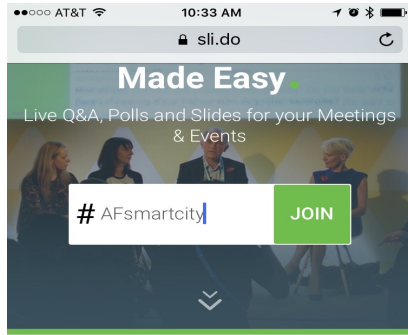 AT&T 10:33 AM
sli.do
Made Easy.
Live Q&A, Polls and Slides for your Meetings
& Events
# AFsmartcity JOIN